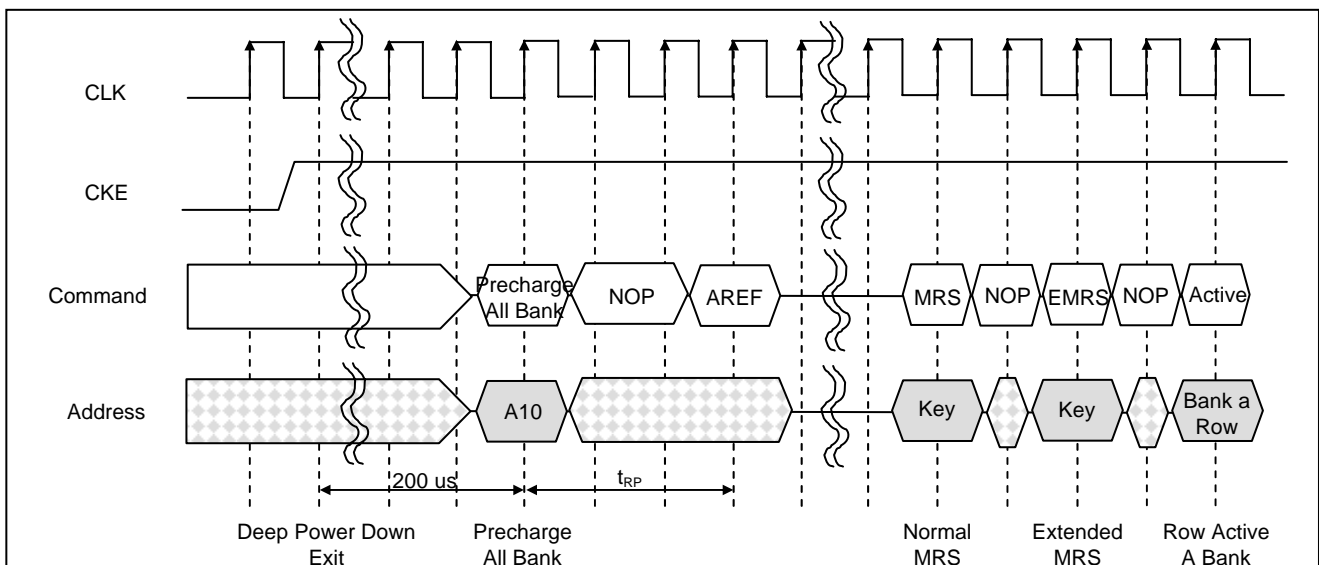 CLK
CKE
Command
Precharge
All Bank
NOP
AREF
MRS
NOP
EMRS
NOP
Active
Address
A10
Key
Key
Bank a
Row
200 us
tRP
Deep Power Down
Exit
Precharge
All Bank
Normal
MRS
Extended
MRS
Row Active
A Bank